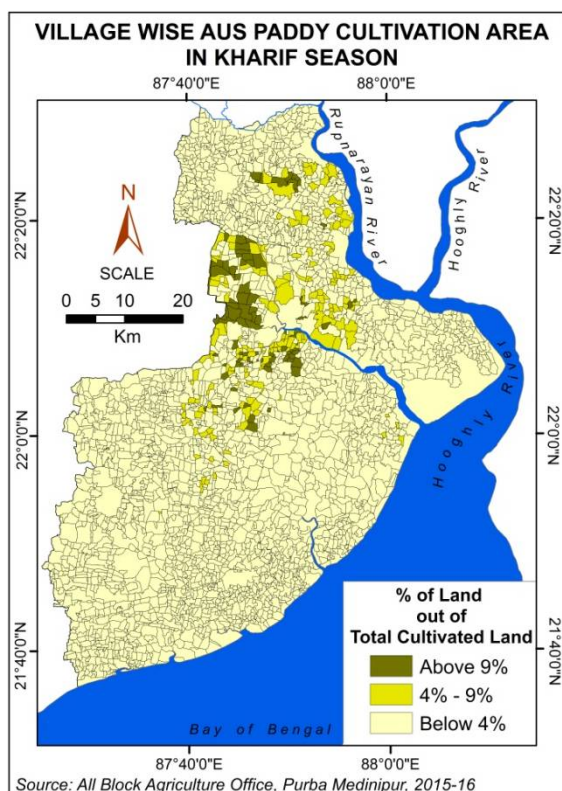 VILLAGE WISE AUS PADDY CULTIVATION AREA
IN KHARIF SEASON
87°40'0"E
88°0'0"E
Rupnarayan River
Hooghly River
22°20'0"N
22°20'0"N
N
SCALE
0 5 10 20
Km
22°0'0"N
22°0'0"N
Hooghly River
% of Land
out of
Total Cultivated Land
Above 9%
4% - 9%
Below 4%
21°40'0"N
21°40'0"N
Bay of Bengal
87°40'0"E
88°0'0"E
Source: All Block Agriculture Office, Purba Medinipur, 2015-16